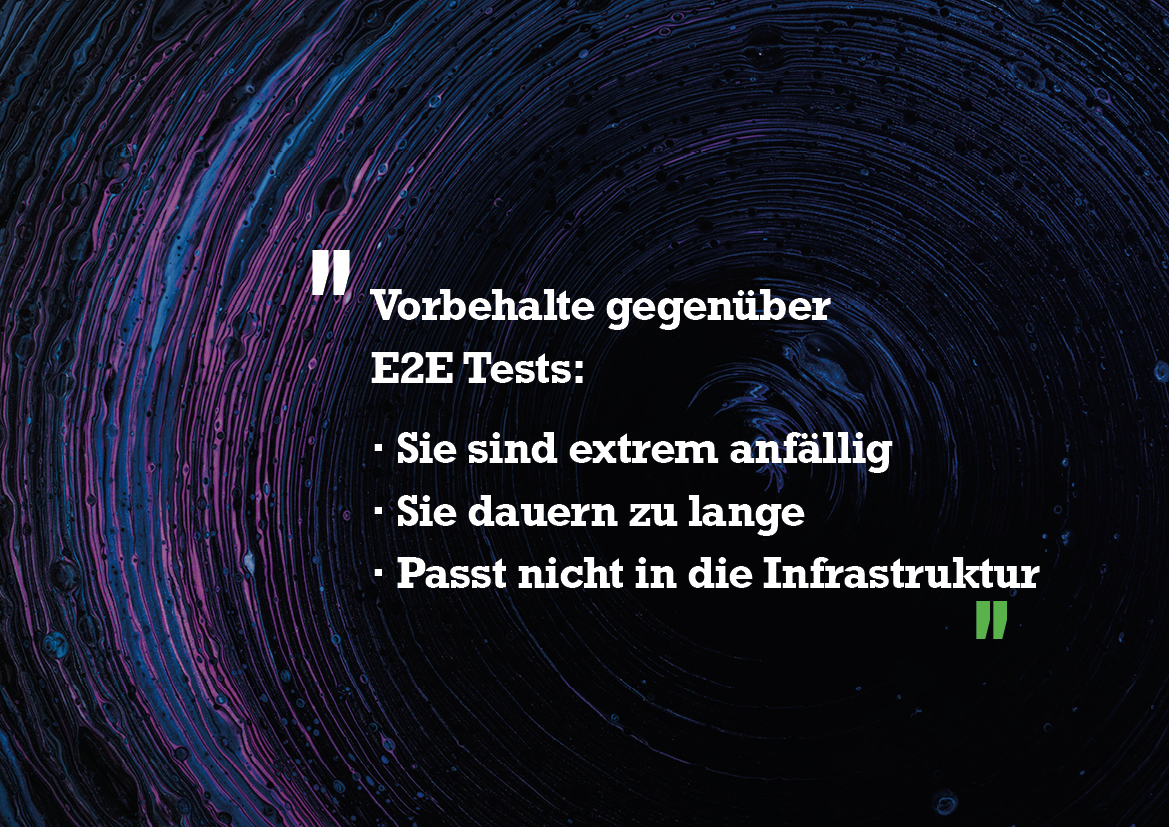 " Vorbehalte gegenüber
E2E Tests:
· Sie sind extrem anfällig
· Sie dauern zu lange
· Passt nicht in die Infrastruktur
"